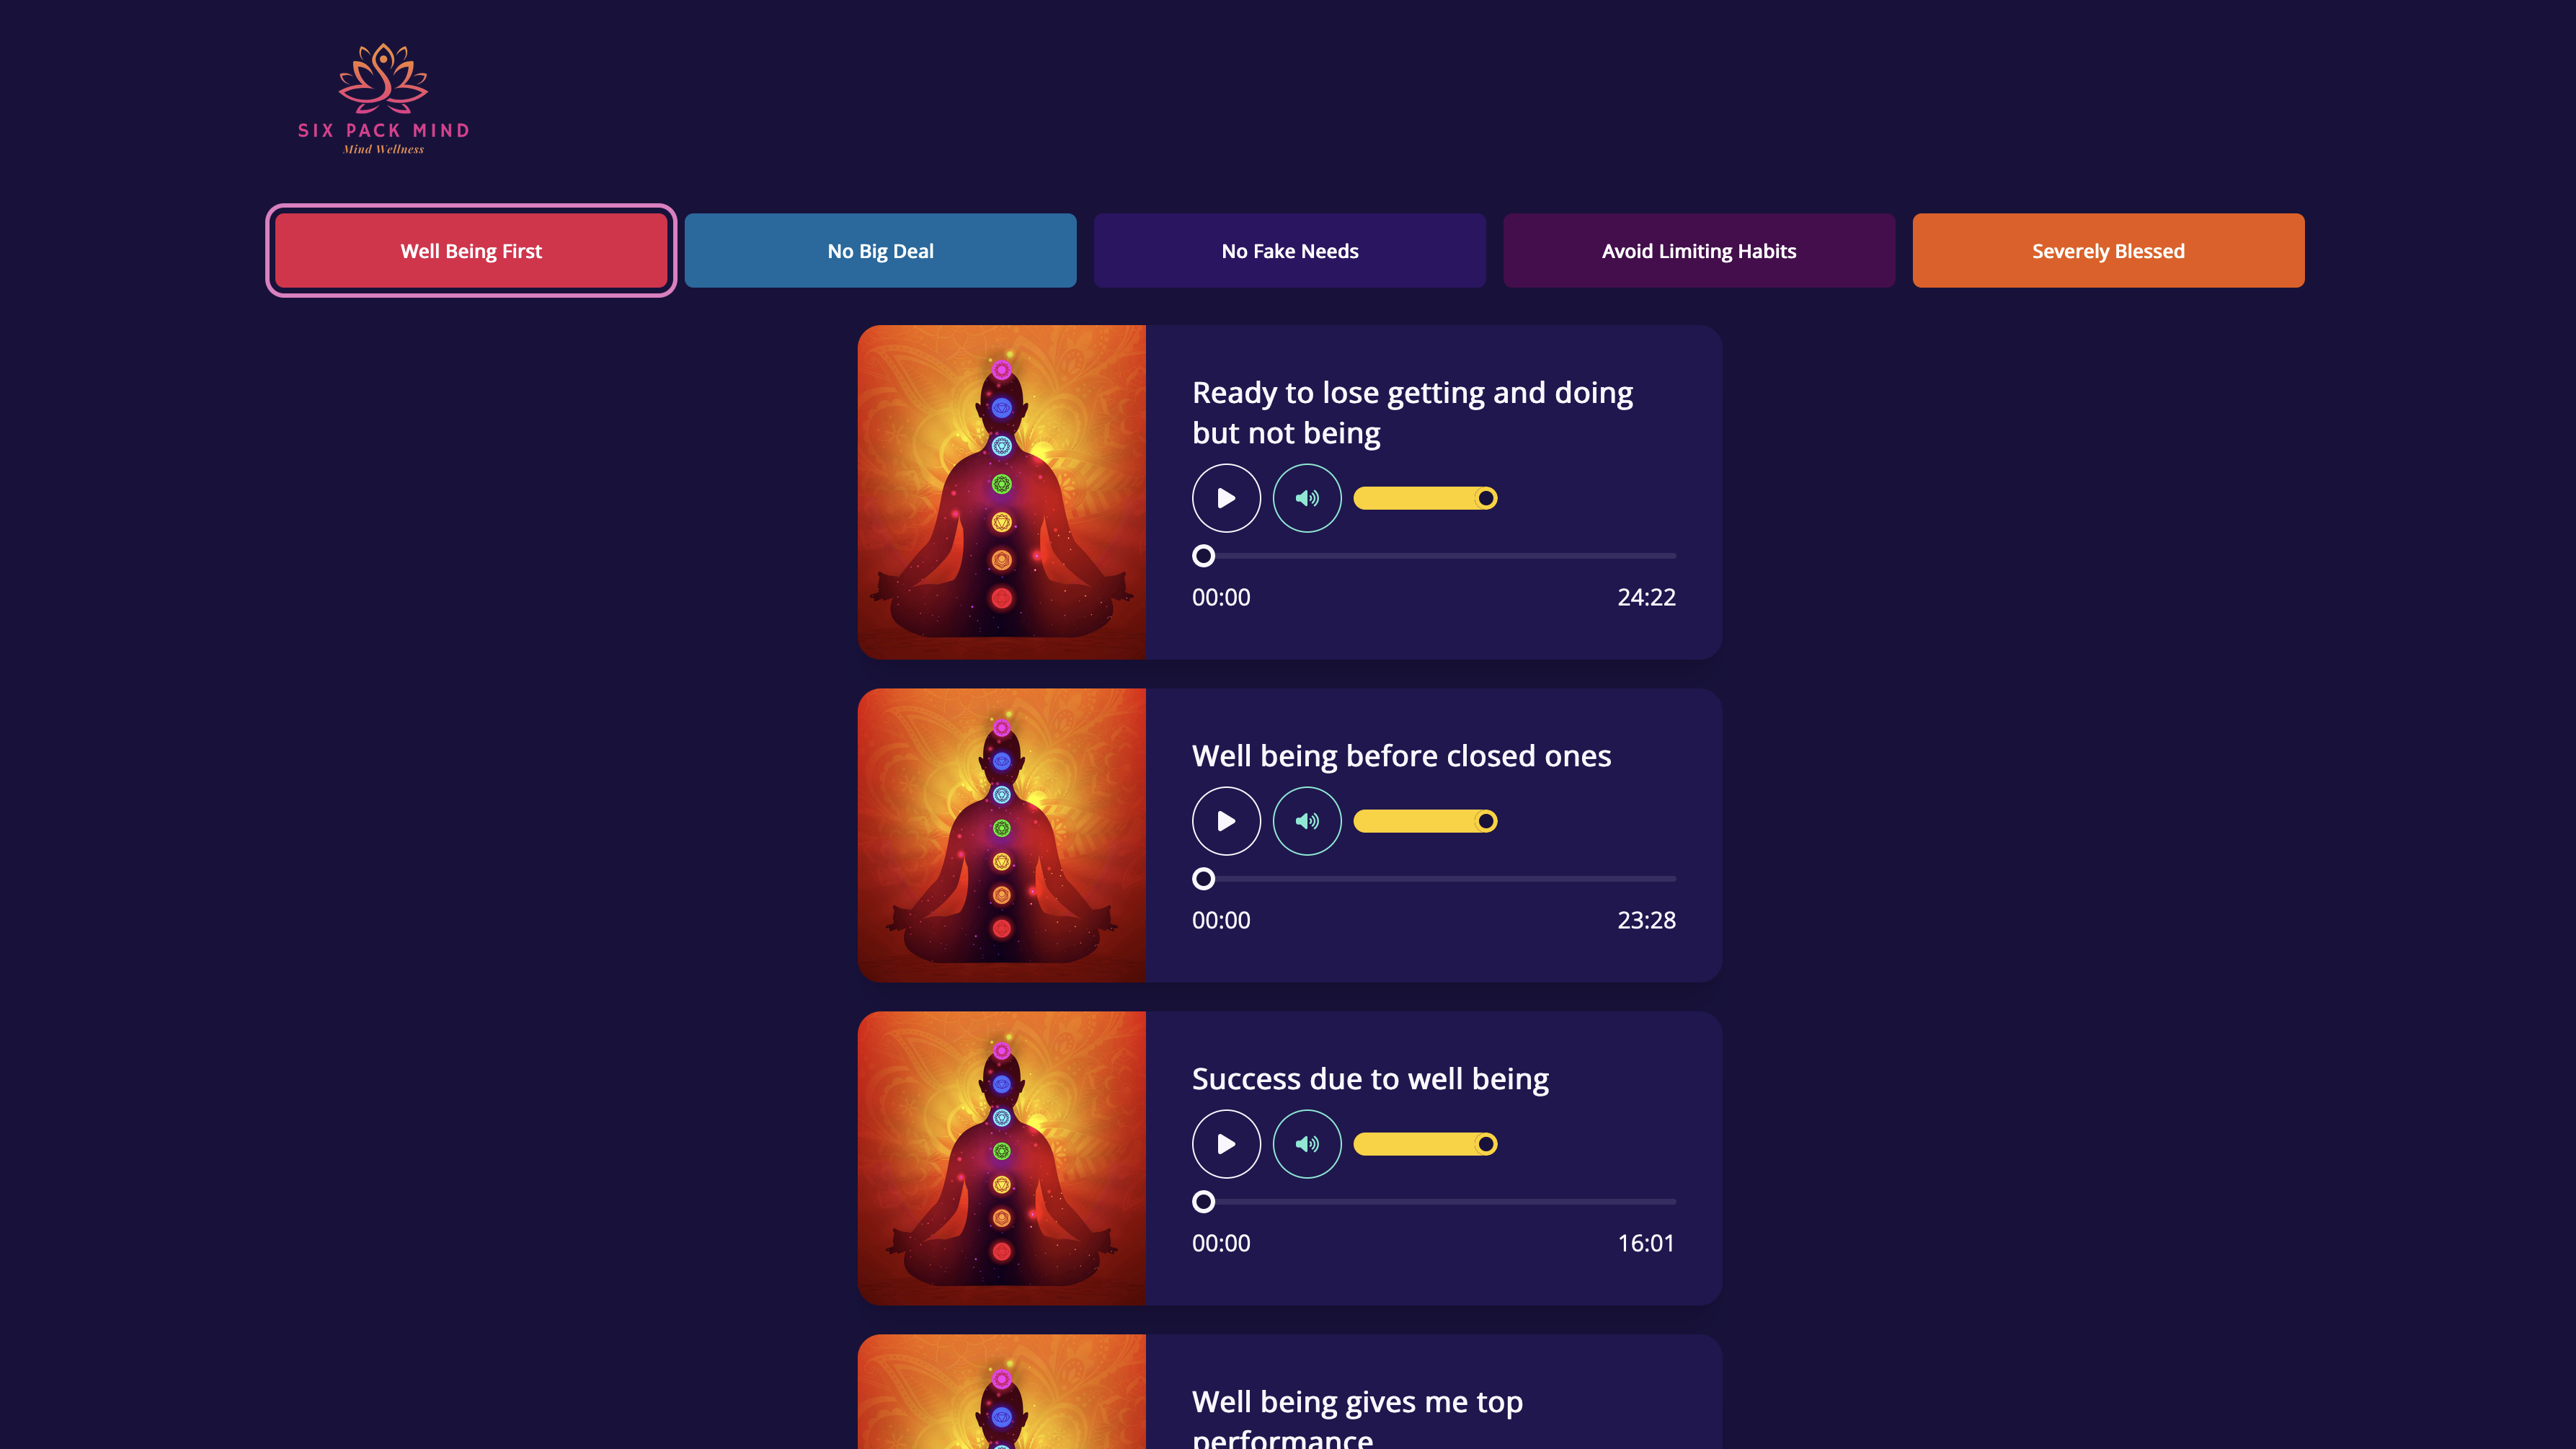 SIX PACK MIND
Mind Wellness
Well Being First
No Big Deal
No Fake Needs
Avoid Limiting Habits
Severely Blessed
Ready to lose getting and doing
but not being
00:00
24:22
Well being before closed ones
00:00
23:28
Success due to well being
00:00
16:01
Well being gives me top
performance